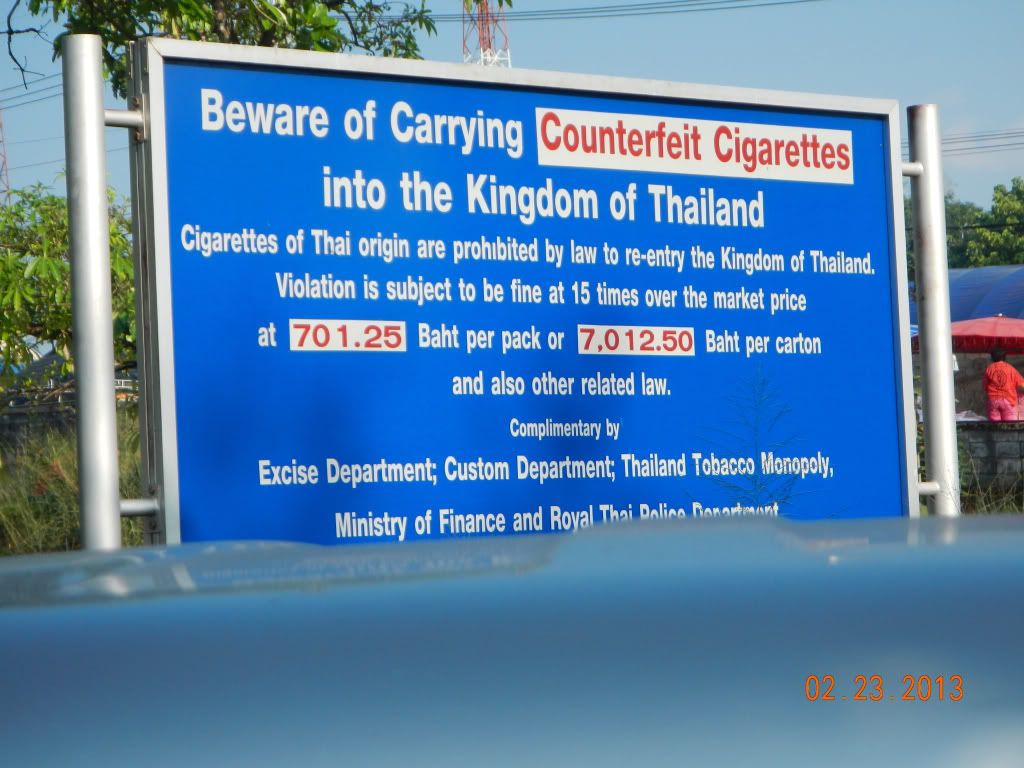 Beware of Carrying Counterfeit Cigarettes
into the Kingdom of Thailand
Cigarettes of Thai origin are prohibited by law to re-entry the Kingdom of Thailand.
Violation is subject to be fine at 15 times over the market price
at 701.25 Baht per pack or 7,012.50 Baht per carton
and also other related law.
Complimentary by
Excise Department; Custom Department; Thailand Tobacco Monopoly,
Ministry of Finance and Royal Thai Police Department
02.23.2013